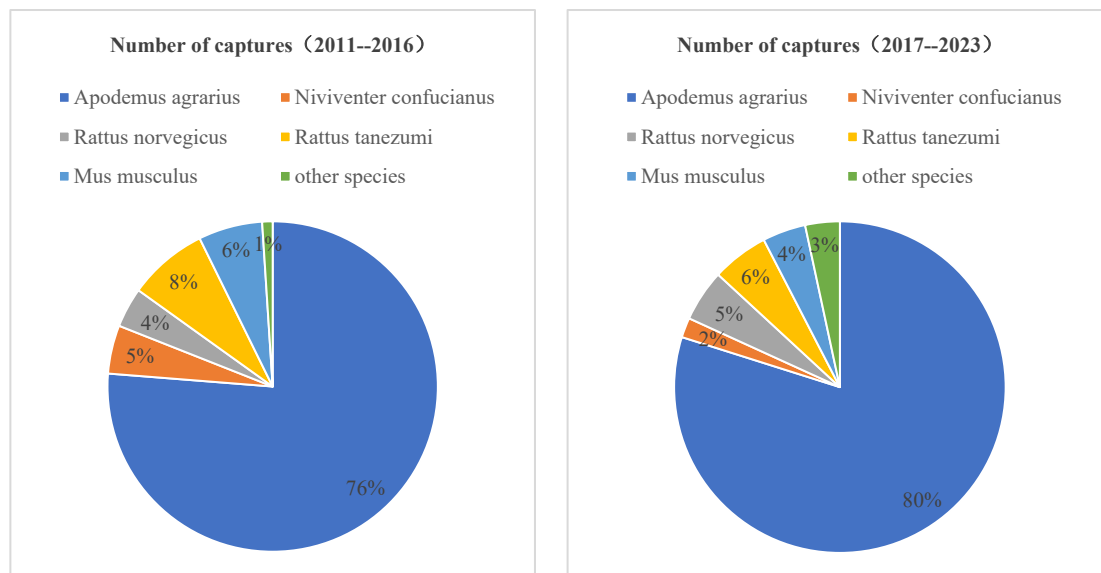 Number of captures（2011--2016）
Apodemus agrarius Niviventer confucianus
Rattus norvegicus Rattus tanezumi
Mus musculus other species
1%
6%
8%
4%
5%
76%
Number of captures（2017--2023）
Apodemus agrarius Niviventer confucianus
Rattus norvegicus Rattus tanezumi
Mus musculus other species
3%
4%
6%
5%
2%
80%